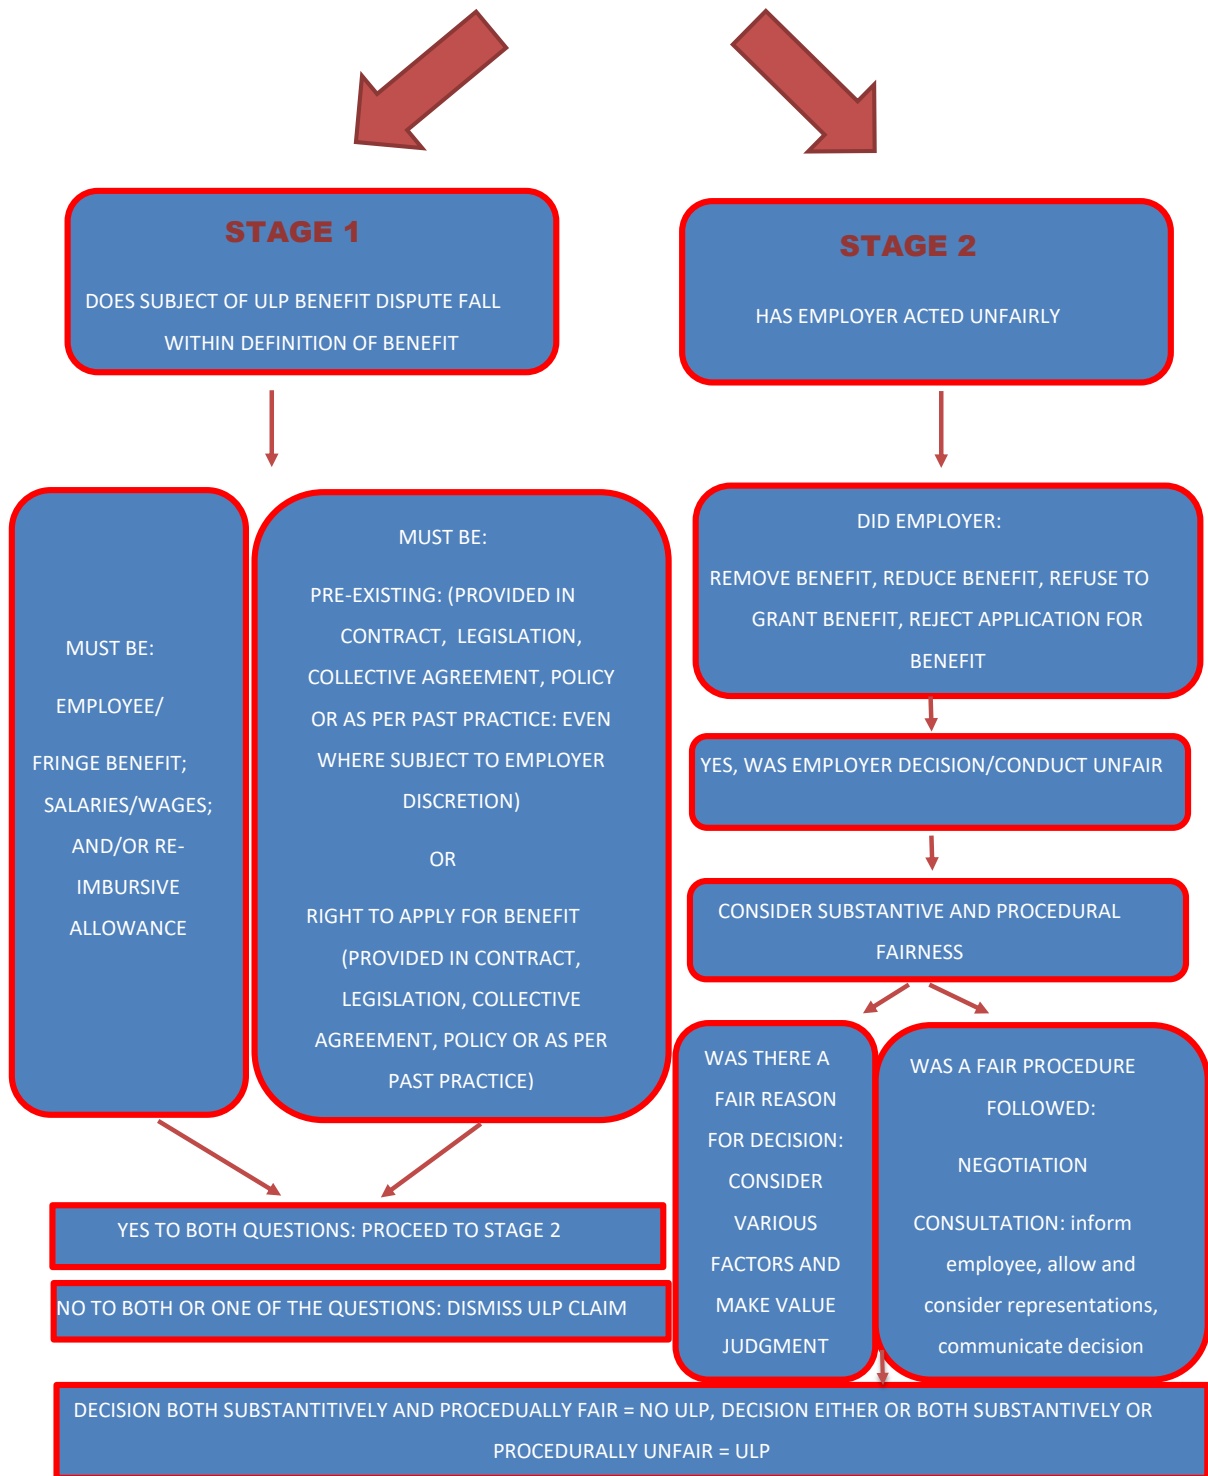 STAGE 1
DOES SUBJECT OF ULP BENEFIT DISPUTE FALL
WITHIN DEFINITION OF BENEFIT
STAGE 2
HAS EMPLOYER ACTED UNFAIRLY
MUST BE:
EMPLOYEE/
FRINGE BENEFIT;
SALARIES/WAGES;
AND/OR RE-
IMBURSIVE
ALLOWANCE
MUST BE:
PRE-EXISTING: (PROVIDED IN
CONTRACT, LEGISLATION,
COLLECTIVE AGREEMENT, POLICY
OR AS PER PAST PRACTICE: EVEN
WHERE SUBJECT TO EMPLOYER
DISCRETION)
OR
RIGHT TO APPLY FOR BENEFIT
(PROVIDED IN CONTRACT,
LEGISLATION, COLLECTIVE
AGREEMENT, POLICY OR AS PER
PAST PRACTICE)
YES TO BOTH QUESTIONS: PROCEED TO STAGE 2
NO TO BOTH OR ONE OF THE QUESTIONS: DISMISS ULP CLAIM
DID EMPLOYER:
REMOVE BENEFIT, REDUCE BENEFIT, REFUSE TO
GRANT BENEFIT, REJECT APPLICATION FOR
BENEFIT
YES, WAS EMPLOYER DECISION/CONDUCT UNFAIR
CONSIDER SUBSTANTIVE AND PROCEDURAL
FAIRNESS
WAS THERE A
FAIR REASON
FOR DECISION:
CONSIDER
VARIOUS
FACTORS AND
MAKE VALUE
JUDGMENT
WAS A FAIR PROCEDURE
FOLLOWED:
NEGOTIATION
CONSULTATION: inform
employee, allow and
consider representations,
communicate decision
DECISION BOTH SUBSTANTITIVELY AND PROCEDUALLY FAIR = NO ULP, DECISION EITHER OR BOTH SUBSTANTIVELY OR
PROCEDURALLY UNFAIR = ULP